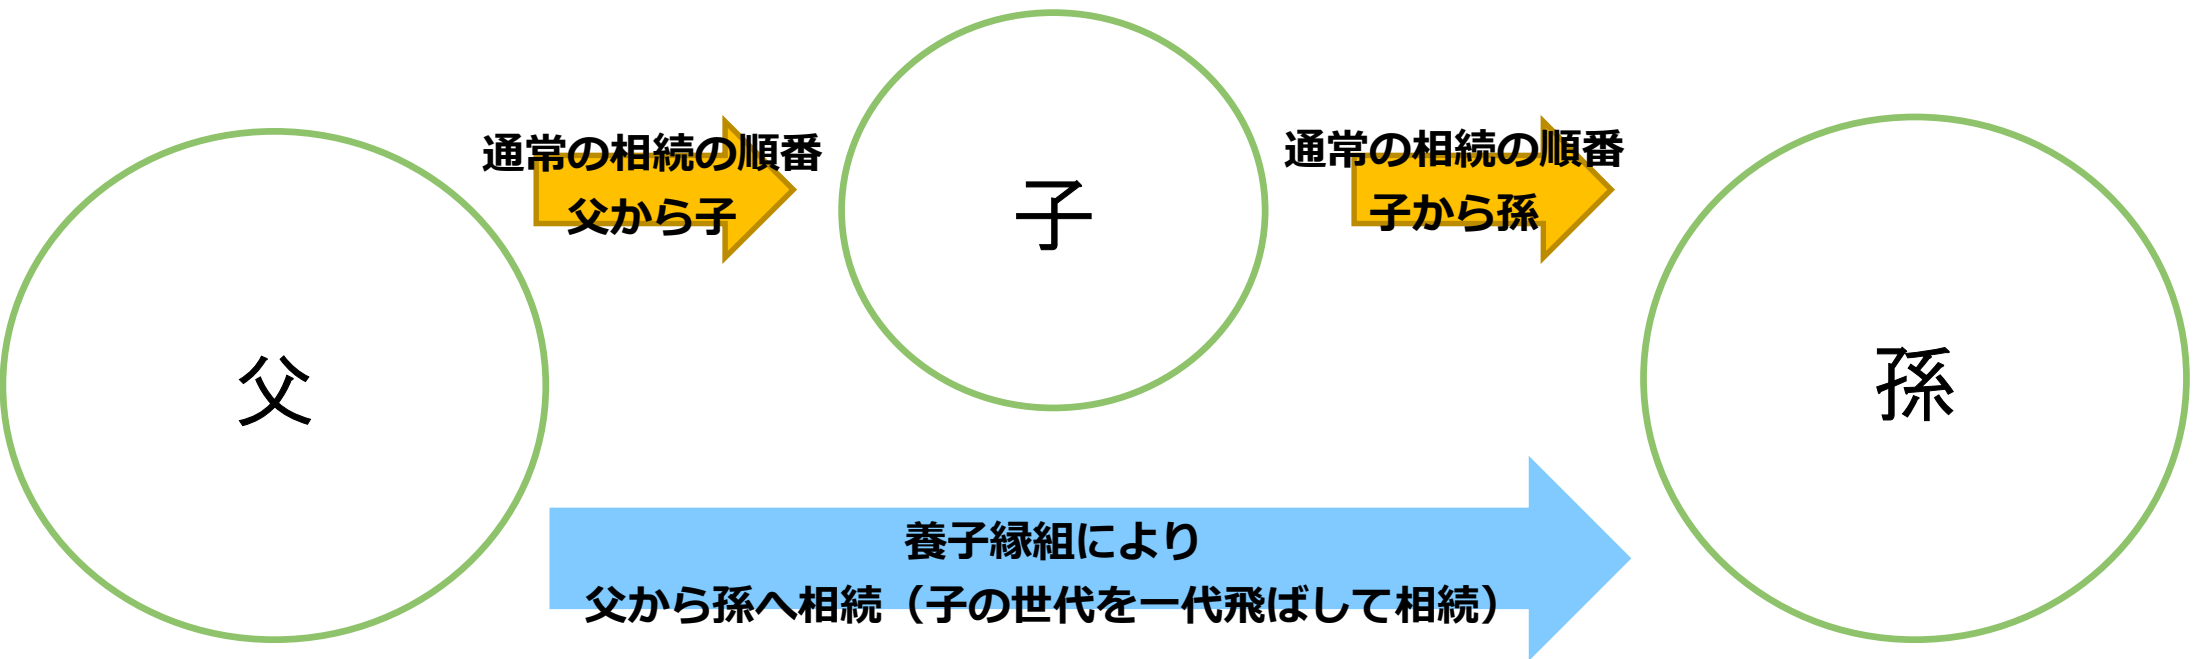 通常の相続の順番
父から子
子
通常の相続の順番
子から孫
父
孫
養子縁組により
父から孫へ相続（子の世代を一代飛ばして相続）